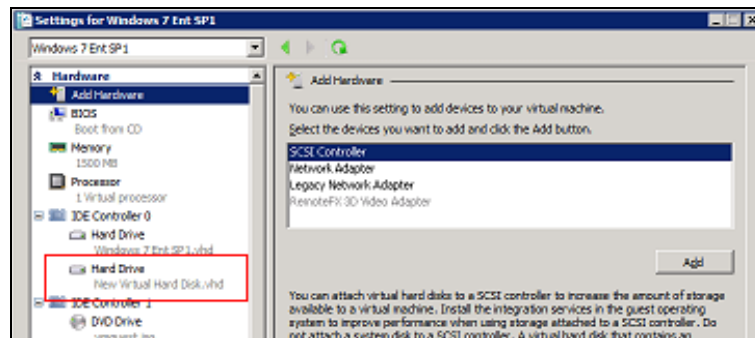 Settings for Windows 7 Ent SP1
Windows 7 Ent SP1
Hardware
Add Hardware
BIOS
Boot from CD
Memory
1500 MB
Processor
1 Virtual processor
IDE Controller 0
Hard Drive
Windows 7 Ent SP1.vhd
Hard Drive
New Virtual Hard Disk.vhd
IDE Controller 1
DVD Drive
vmguest.iso
Add Hardware
You can use this setting to add devices to your virtual machine.
Select the devices you want to add and click the Add button.
SCSI Controller
Network Adapter
Legacy Network Adapter
RemoteFX 3D Video Adapter
Add
You can attach virtual hard disks to a SCSI controller to increase the amount of storage
available to a virtual machine. Install the integration services in the guest operating
system to improve performance when using storage attached to a SCSI controller. Do
not attach a system disk to a SCSI controller. A virtual hard disk that contains an